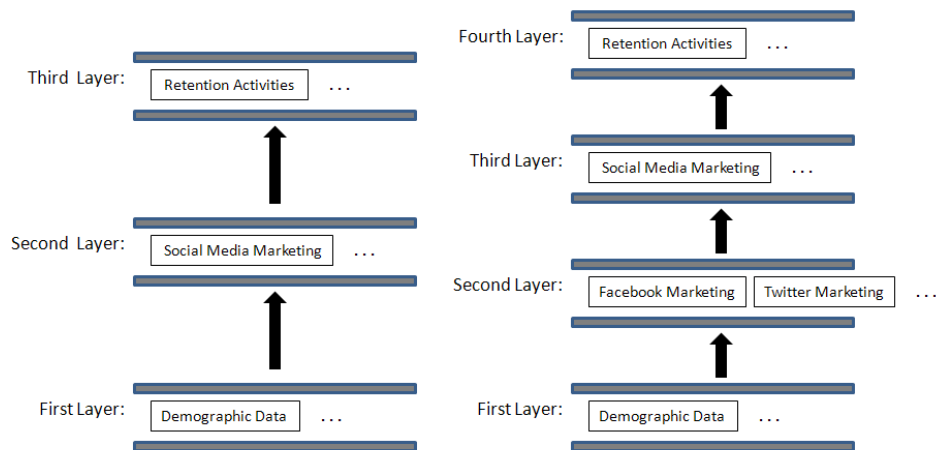 Third Layer: Retention Activities ...
Second Layer: Social Media Marketing ...
First Layer: Demographic Data ...
Fourth Layer: Retention Activities ...
Third Layer: Social Media Marketing ...
Second Layer: Facebook Marketing Twitter Marketing ...
First Layer: Demographic Data ...